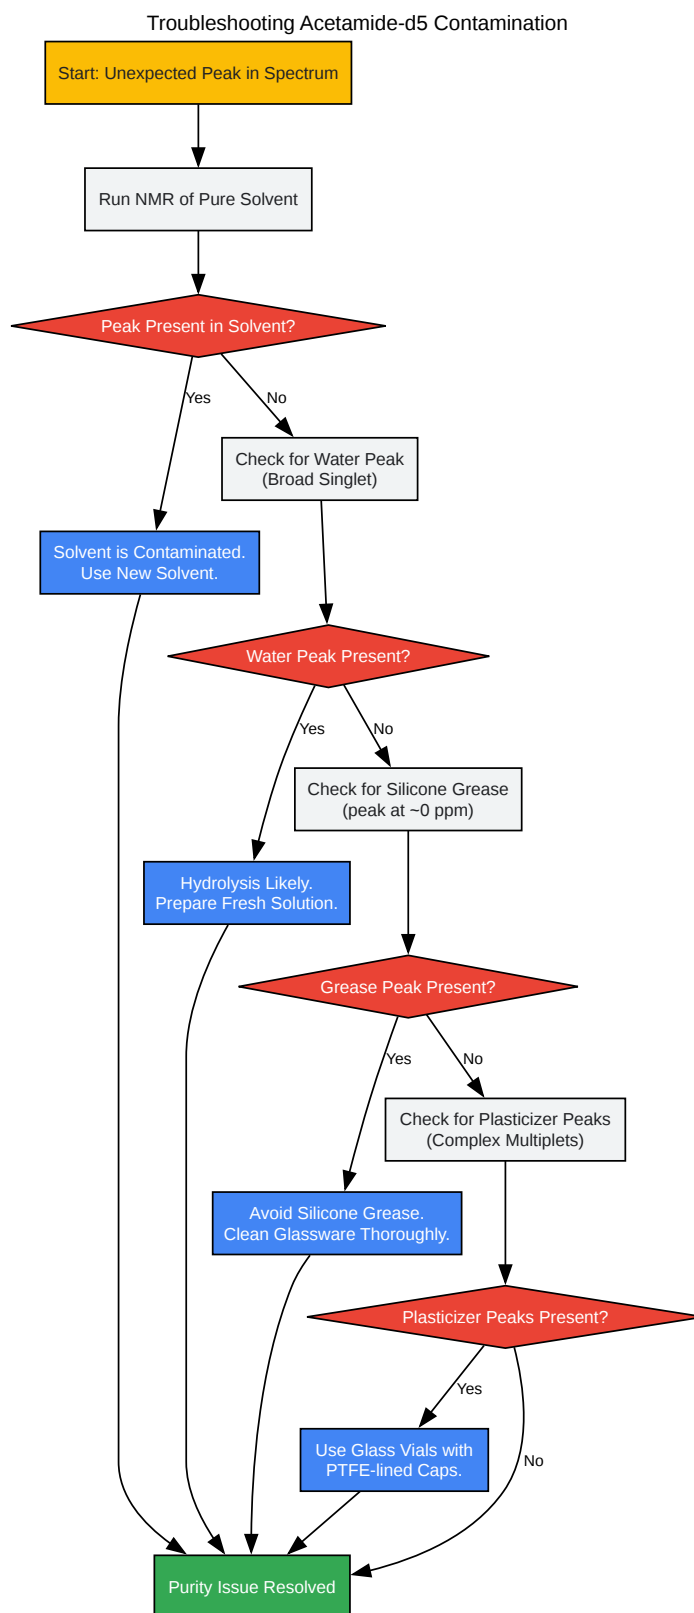 Troubleshooting Acetamide-d5 Contamination
Start: Unexpected Peak in Spectrum
Run NMR of Pure Solvent
Peak Present in Solvent?
Yes
No
Check for Water Peak
(Broad Singlet)
Solvent is Contaminated.
Use New Solvent.
Water Peak Present?
Yes
No
Check for Silicone Grease
(peak at ~0 ppm)
Hydrolysis Likely.
Prepare Fresh Solution.
Grease Peak Present?
Yes
No
Check for Plasticizer Peaks
(Complex Multiplets)
Avoid Silicone Grease.
Clean Glassware Thoroughly.
Plasticizer Peaks Present?
Yes
Use Glass Vials with
PTFE-lined Caps.
No
Purity Issue Resolved